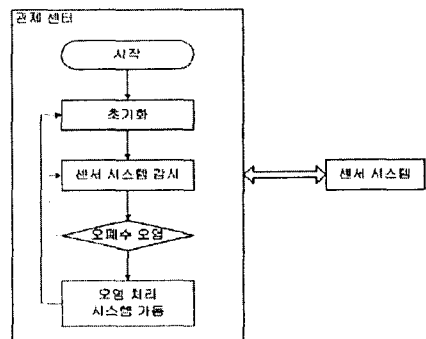 관제 센터
시작
초기화
센서 시스템 감시
센서 시스템
오폐수 오염
오염 처리
시스템 가동